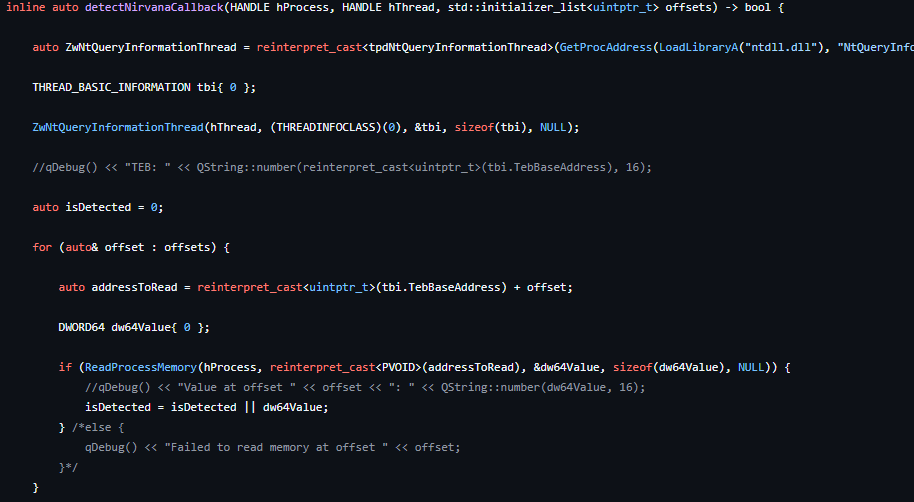 inline auto detectNirvanaCallback(HANDLE hProcess, HANDLE hThread, std::initializer_list<uintptr_t> offsets) -> bool {
auto ZwNtQueryInformationThread = reinterpret_cast<tpdNtQueryInformationThread>(GetProcAddress(LoadLibraryA("ntdll.dll"), "NtQueryInfo
THREAD_BASIC_INFORMATION tbi{ 0 };
ZwNtQueryInformationThread(hThread, (THREADINFOCLASS)(0), &tbi, sizeof(tbi), NULL);
//qDebug() << "TEB: " << QString::number(reinterpret_cast<uintptr_t>(tbi.TebBaseAddress), 16);
auto isDetected = 0;
for (auto& offset : offsets) {
auto addressToRead = reinterpret_cast<uintptr_t>(tbi.TebBaseAddress) + offset;
DWORD64 dw64Value{ 0 };
if (ReadProcessMemory(hProcess, reinterpret_cast<PVOID>(addressToRead), &dw64Value, sizeof(dw64Value), NULL)) {
//qDebug() << "Value at offset " << offset << ": " << QString::number(dw64Value, 16);
isDetected = isDetected || dw64Value;
} /*else {
qDebug() << "Failed to read memory at offset " << offset;
}*/
}